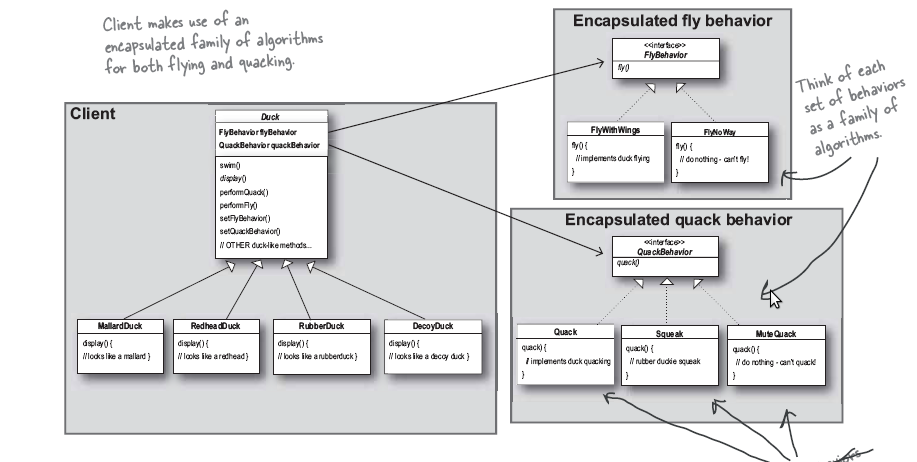 Client makes use of an
encapsulated family of algorithms
for both flying and quacking.
Client
Duck
FlyBehavior flyBehavior
QuackBehavior quackBehavior
swim()
display()
performQuack()
performFly()
setFlyBehavior()
setQuackBehavior()
// OTHER duck-like methods...
MallardDuck
display() {
// looks like a mallard }
RedheadDuck
display() {
// looks like a redhead }
RubberDuck
display() {
// looks like a rubberduck }
DecoyDuck
display() {
// looks like a decoy duck }
Encapsulated fly behavior
<<interface>>
FlyBehavior
fly()
FlyWithWings
fly() {
// implements duck flying
}
FlyNoWay
fly() {
// do nothing - can't fly!
}
Think of each
set of behaviors
as a family of
algorithms.
Encapsulated quack behavior
<<interface>>
QuackBehavior
quack()
Quack
quack) {
// implements duck quacking
}
Squeak
quack() {
// rubber duckie squeak
}
MuteQuack
quack() {
// do nothing - can't quack!
}